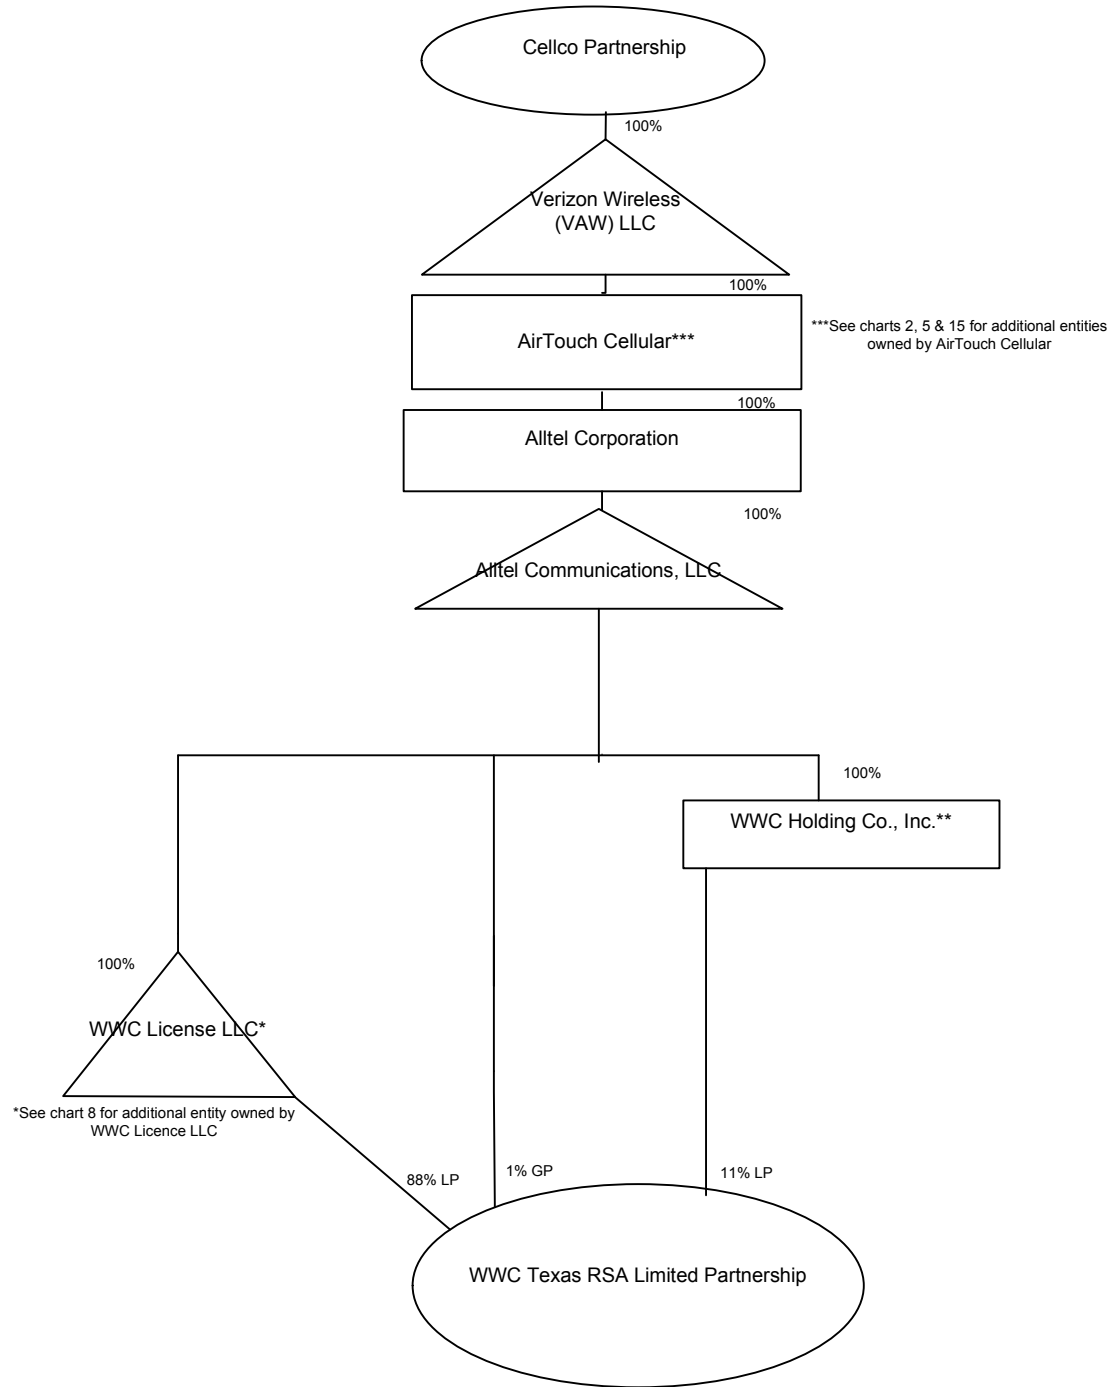 Cellco Partnership
100%
Verizon Wireless
(VAW) LLC
100%
AirTouch Cellular***
***See charts 2, 5 & 15 for additional entities
owned by AirTouch Cellular
100%
Alltel Corporation
100%
Alltel Communications, LLC
100%
WWC Holding Co., Inc.**
100%
WWC License LLC*
*See chart 8 for additional entity owned by
WWC Licence LLC
88% LP
1% GP
11% LP
WWC Texas RSA Limited Partnership